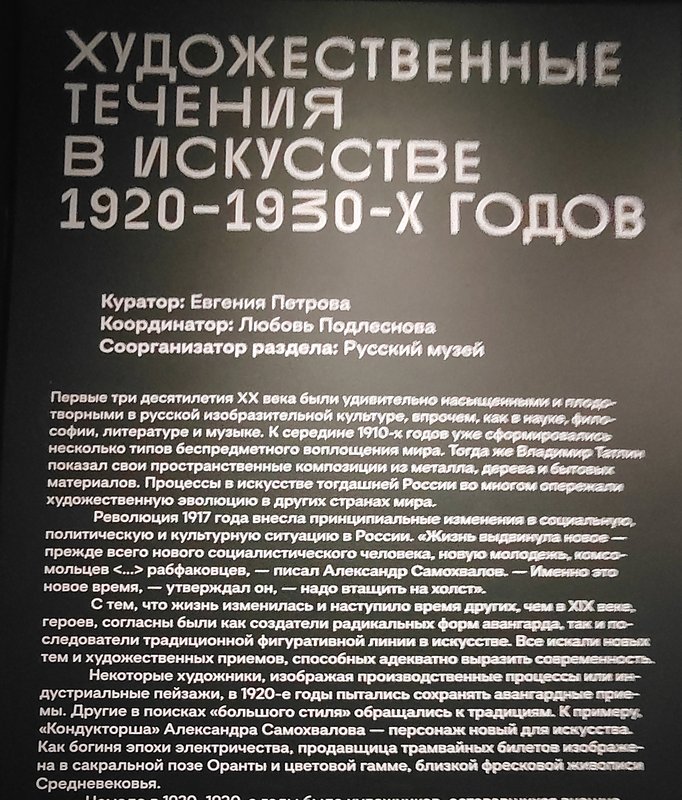 ХУДОЖЕСТВЕННЫЕ
ТЕЧЕНИЯ
В ИСКУССТВЕ
1920–1930-Х ГОДОВ
Куратор: Евгения Петрова
Координатор: Любовь Подлеснова
Соорганизатор раздела: Русский музей
Первые три десятилетия XX века были удивительно насыщенными и плодо-
творными в русской изобразительной культуре, впрочем, как в науке, фило-
софии, литературе и музыке. К середине 1910-х годов уже сформировались
несколько типов беспредметного воплощения мира. Тогда же Владимир Татлин
показал свои пространственные композиции из металла, дерева и бытовых
материалов. Процессы в искусстве тогдашней России во многом опережали
художественную эволюцию в других странах мира.
Революция 1917 года внесла принципиальные изменения в социальную,
политическую и культурную ситуацию в России. «Жизнь выдвинула новое —
прежде всего нового социалистического человека, новую молодежь, комсо-
мольцев <...> рабфаковцев, — писал Александр Самохвалов. — Именно это
новое время, — утверждал он, — надо втащить на холст».
С тем, что жизнь изменилась и наступило время других, чем в XIX веке,
героев, согласны были как создатели радикальных форм авангарда, так и по-
следователи традиционной фигуративной линии в искусстве. Все искали новых
тем и художественных приемов, способных адекватно выразить современность.
Некоторые художники, изображая производственные процессы или ин-
дустриальные пейзажи, в 1920-е годы пытались сохранять авангардные прие-
мы. Другие в поисках «большого стиля» обращались к традициям. К примеру,
«Кондукторша» Александра Самохвалова — персонаж новый для искусства.
Как богиня эпохи электричества, продавщица трамвайных билетов изображе-
на в сакральной позе Оранты и цветовой гамме, близкой фресковой живописи
Средневековья.